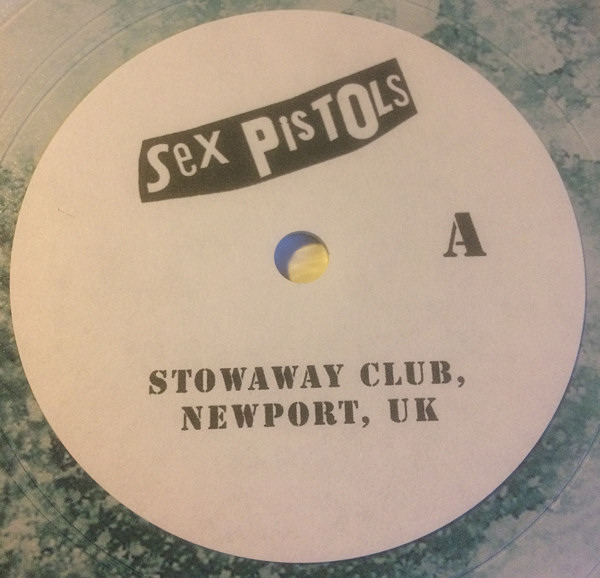 Sex PisTOLS
A
STOWAWAY CLUB,
NEWPORT, UK